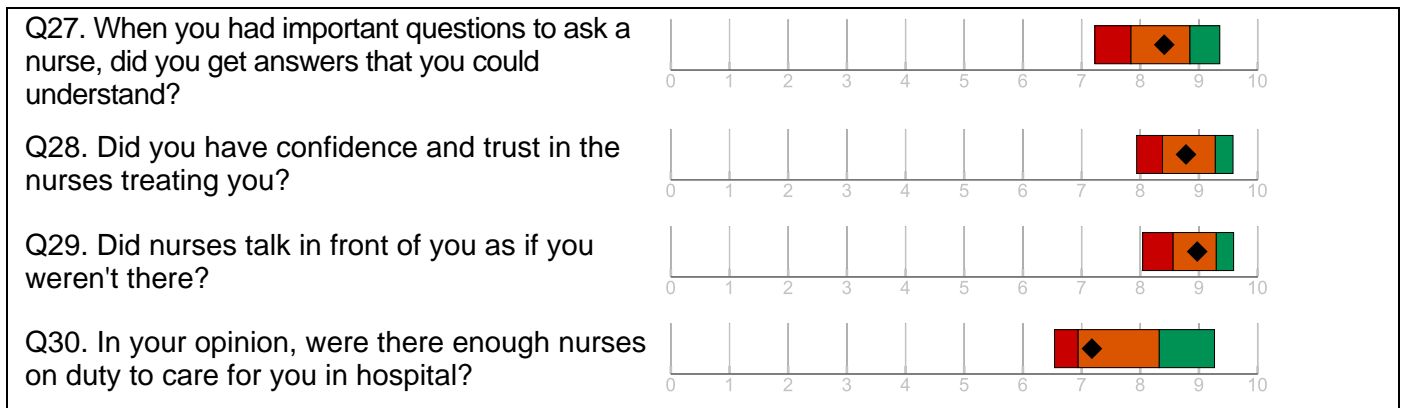 Q27. When you had important questions to ask a
nurse, did you get answers that you could
understand?
0 1 2 3 4 5 6 7 8 9 10
Q28. Did you have confidence and trust in the
nurses treating you?
0 1 2 3 4 5 6 7 8 9 10
Q29. Did nurses talk in front of you as if you
weren't there?
0 1 2 3 4 5 6 7 8 9 10
Q30. In your opinion, were there enough nurses
on duty to care for you in hospital?
0 1 2 3 4 5 6 7 8 9 10